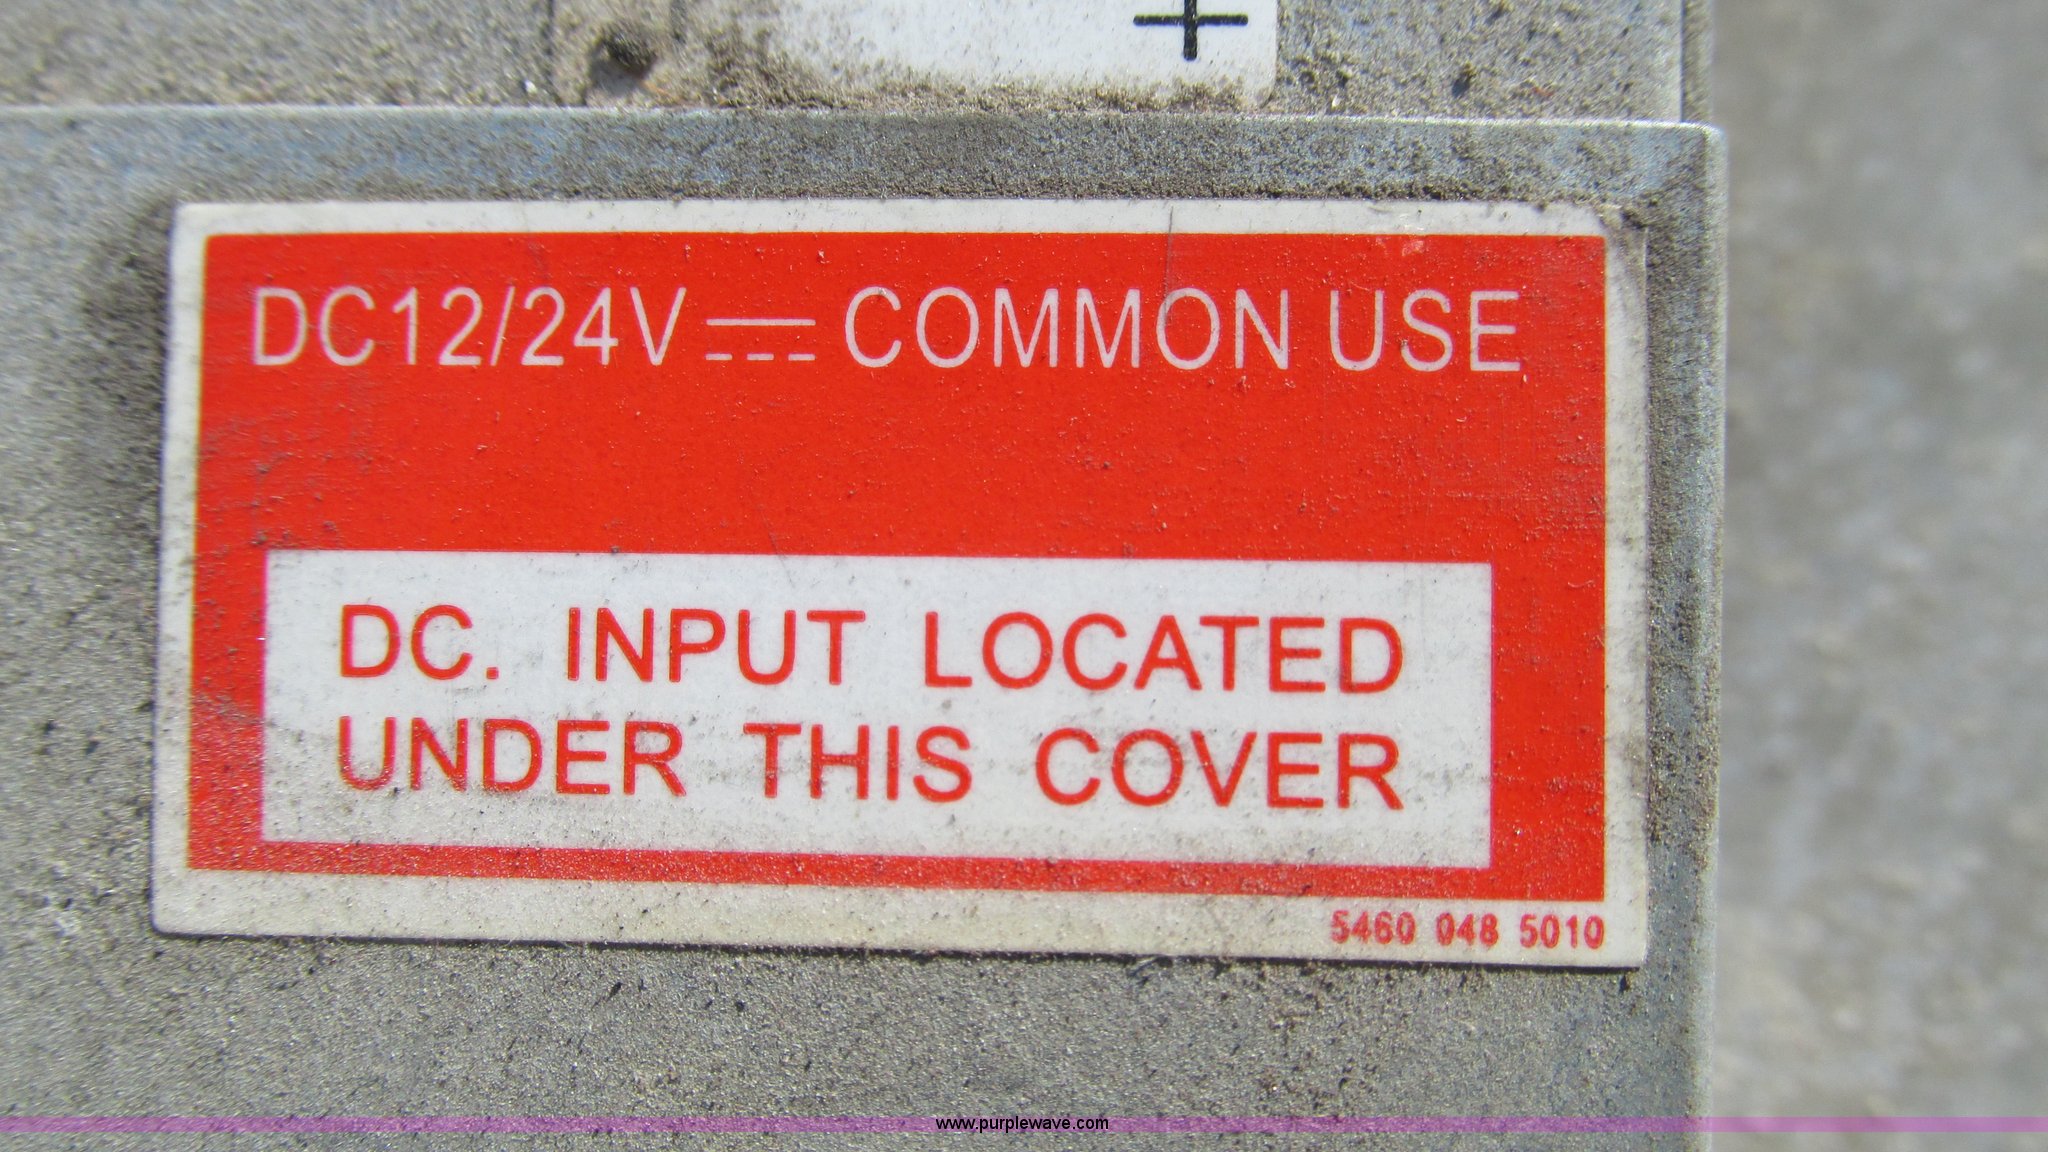 +
DC12/24V ⎓ COMMON USE
DC. INPUT LOCATED
UNDER THIS COVER
5460 048 5010
www.purplewave.com